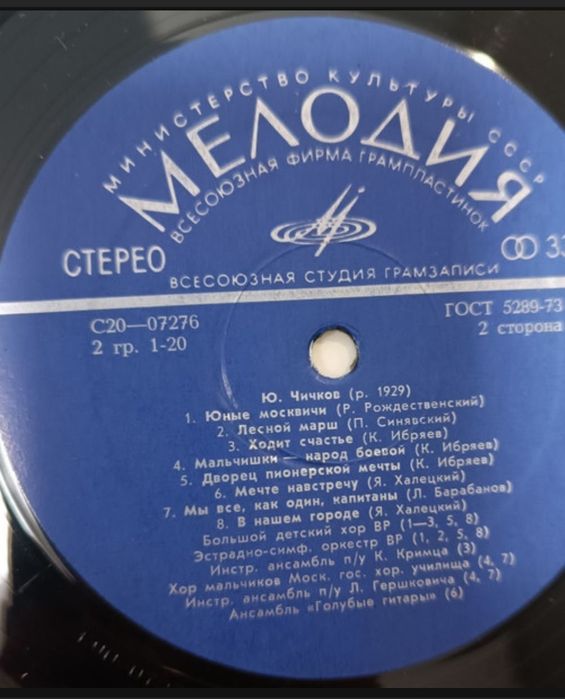 МИНИСТЕРСТВО КУЛЬТУРЫ СССР
МЕЛОДИЯ
ВСЕСОЮЗНАЯ ФИРМА ГРАМПЛАСТИНОК
СТЕРЕО
33
ВСЕСОЮЗНАЯ СТУДИЯ ГРАМЗАПИСИ
С20—07276
ГОСТ 5289-73
2 гр. 1-20
2 сторона
Ю. Чичков (р. 1929)
1. Юные москвичи (Р. Рождественский)
2. Лесной марш (П. Синявский)
3. Ходит счастье (К. Ибряев)
4. Мальчишки — народ боевой (К. Ибряев)
5. Дворец пионерской мечты (К. Ибряев)
6. Мечте навстречу (Я. Халецкий)
7. Мы все, как один, капитаны (Л. Барабанов)
8. В нашем городе (Я. Халецкий)
Большой детский хор ВР (1—3, 5, 8)
Эстрадно-симф. оркестр ВР (1, 2, 5, 8)
Инстр. ансамбль п/у К. Кримца (3)
Хор мальчиков Моск. гос. хор. училища (4, 7)
Инстр. ансамбль п/у Л. Гершковича (4, 7)
Ансамбль «Голубые гитары» (6)